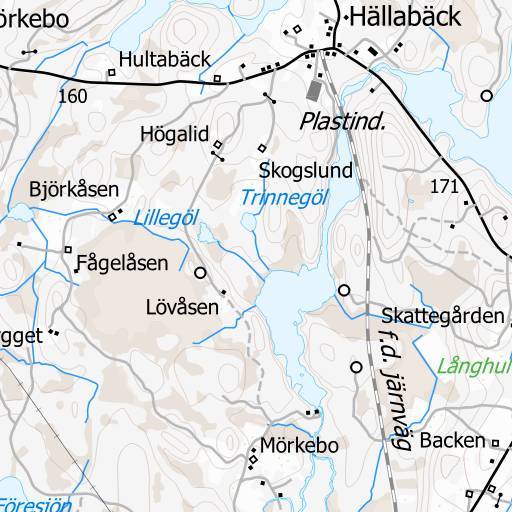 örkebo
Hällabäck
Hultabäck
160
Plastind.
Högalid
Skogslund
171
Björkåsen
Lillegöl
Trinnegöl
Fågelåsen
Lövåsen
Skattegården
gget
f.d. järnväg
Långhul
Mörkebo
Backen
Föresjön